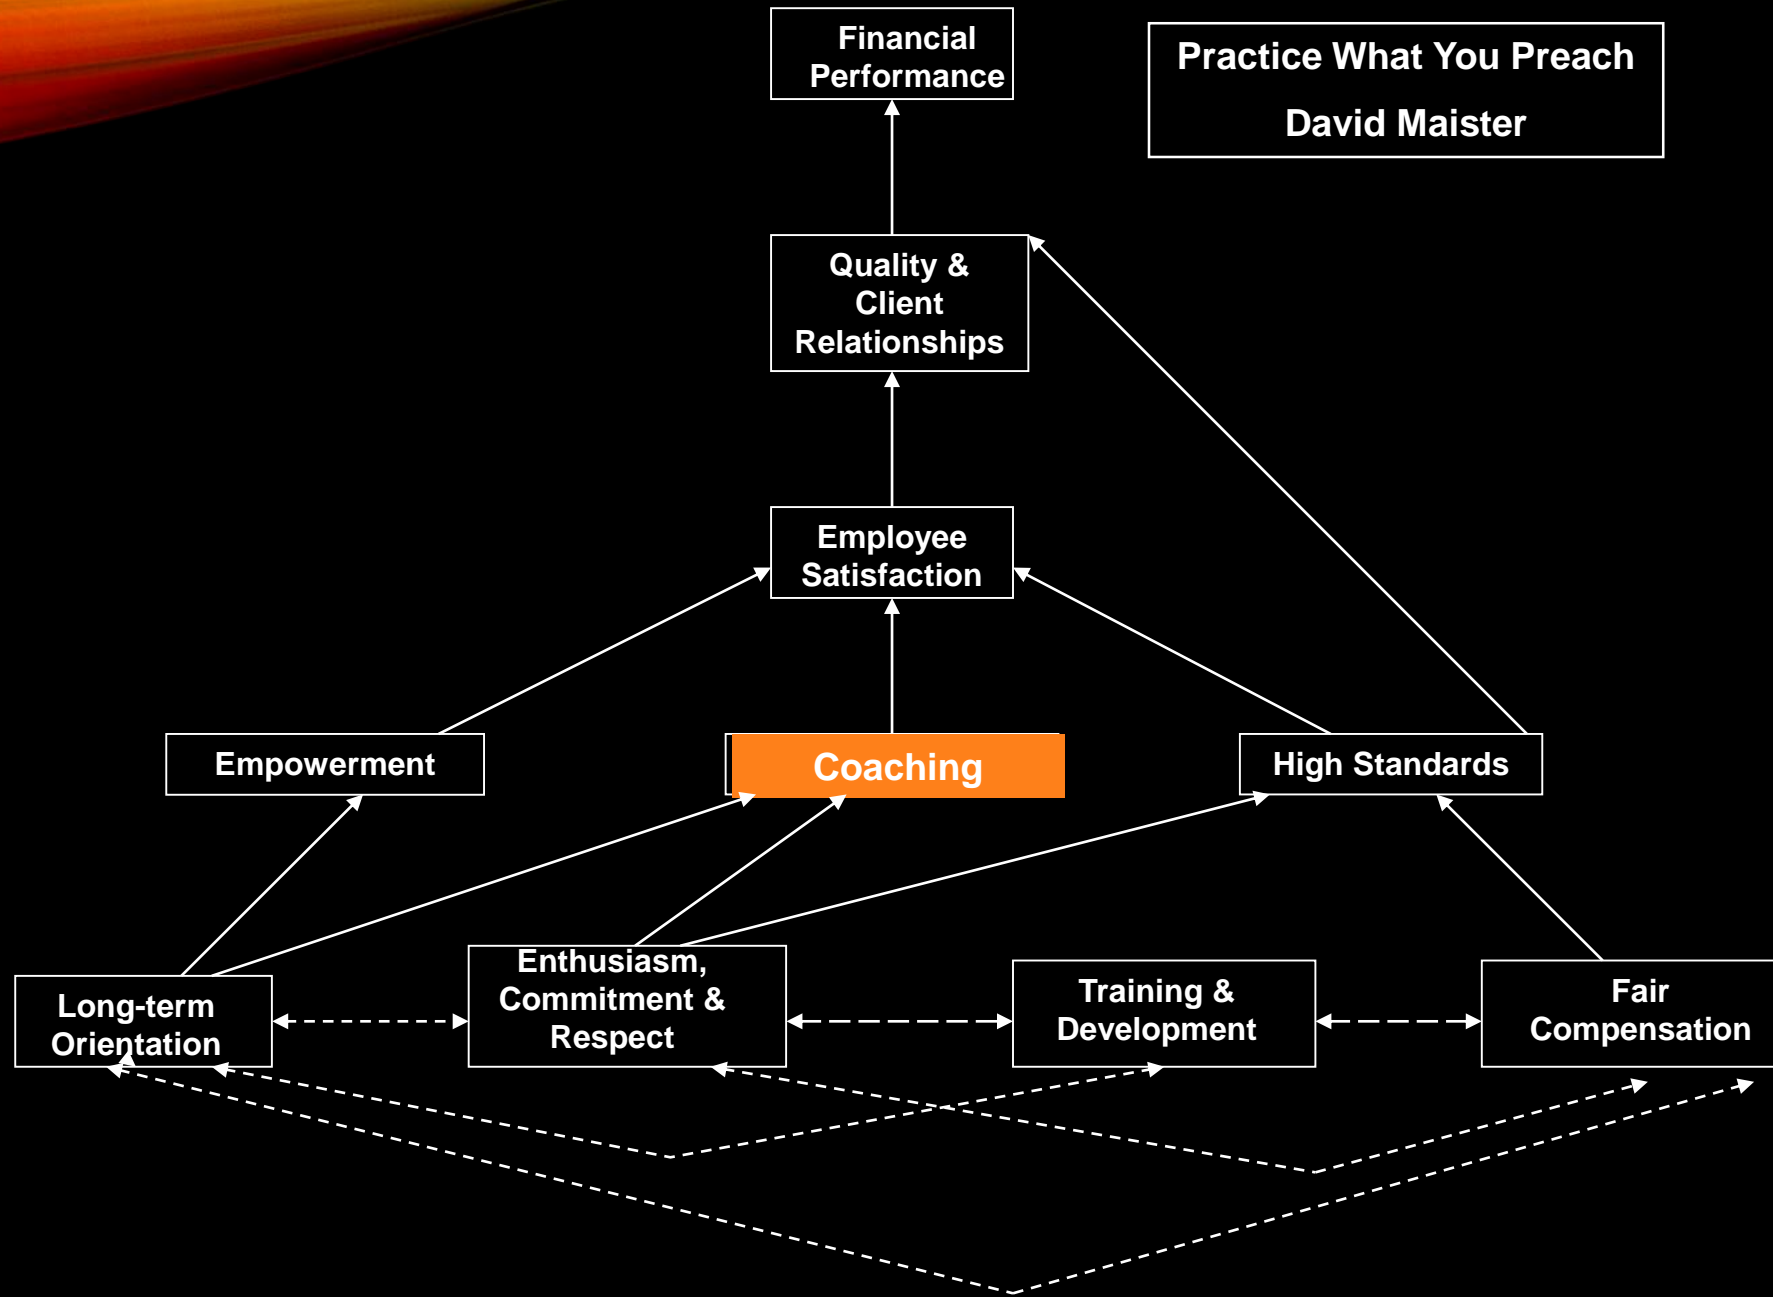 Financial
Performance
Practice What You Preach
David Maister
Quality &
Client
Relationships
Employee
Satisfaction
Empowerment
Coaching
High Standards
Long-term
Orientation
Enthusiasm,
Commitment &
Respect
Training &
Development
Fair
Compensation